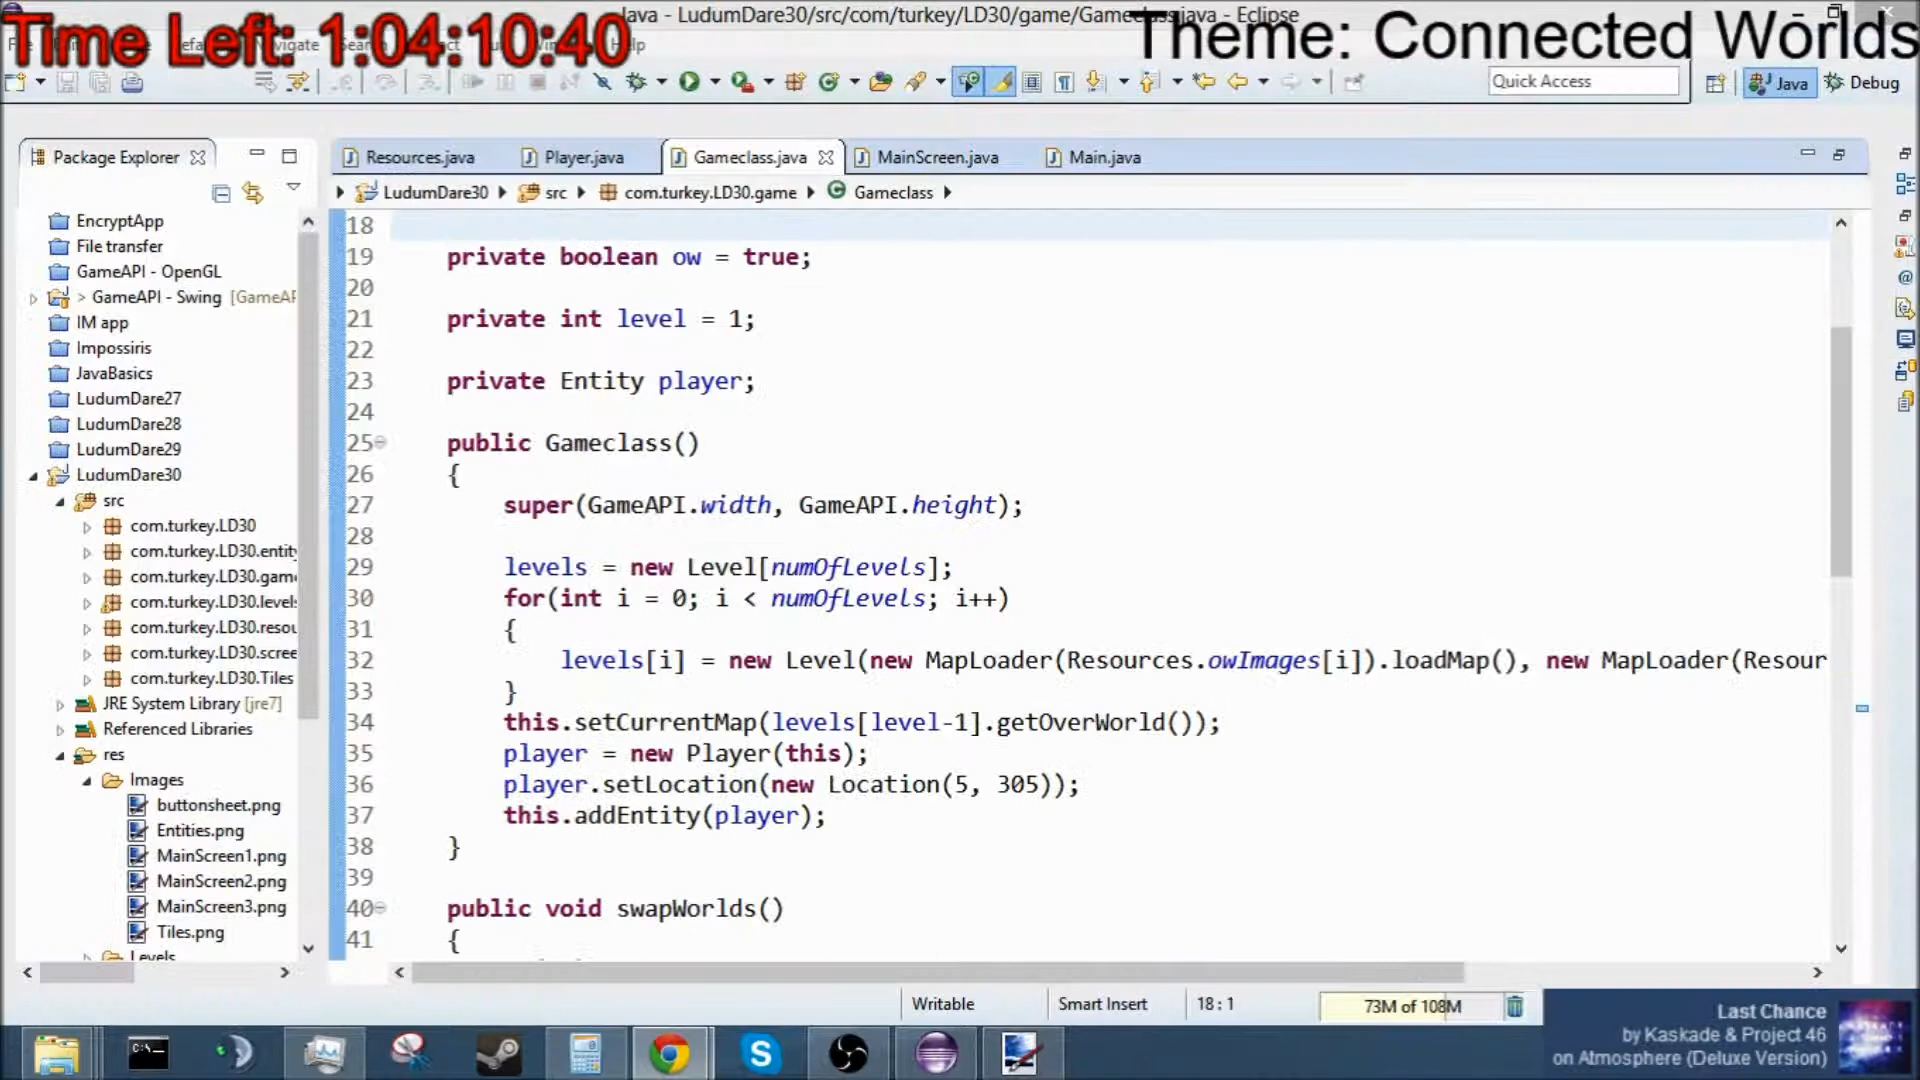 Java - LudumDare30/src/com/turkey/LD30/game/Gameclass.java - Eclipse
Time Left: 1:04:10:40
Theme: Connected Worlds
Help
Quick Access
Java
Debug
Package Explorer
Resources.java
Player.java
Gameclass.java
MainScreen.java
Main.java
LudumDare30
src
com.turkey.LD30.game
Gameclass
EncryptApp
File transfer
GameAPI - OpenGL
> GameAPI - Swing [GameAF
IM app
Impossiris
JavaBasics
LudumDare27
LudumDare28
LudumDare29
LudumDare30
src
com.turkey.LD30
com.turkey.LD30.entity
com.turkey.LD30.game
com.turkey.LD30.levels
com.turkey.LD30.resou
com.turkey.LD30.scree
com.turkey.LD30.Tiles
JRE System Library [jre7]
Referenced Libraries
res
Images
buttonsheet.png
Entities.png
MainScreen1.png
MainScreen2.png
MainScreen3.png
Tiles.png
Levels
18
19 private boolean ow = true;
20
21 private int level = 1;
22
23 private Entity player;
24
25 public Gameclass()
26 {
27 super(GameAPI.width, GameAPI.height);
28
29 levels = new Level[numOfLevels];
30 for(int i = 0; i < numOfLevels; i++)
31 {
32 levels[i] = new Level(new MapLoader(Resources.owImages[i]).loadMap(), new MapLoader(Resour
33 }
34 this.setCurrentMap(levels[level-1].getOverWorld());
35 player = new Player(this);
36 player.setLocation(new Location(5, 305));
37 this.addEntity(player);
38 }
39
40 public void swapWorlds()
41 {
Writable
Smart Insert
18 : 1
73M of 108M
Last Chance
by Kaskade & Project 46
on Atmosphere (Deluxe Version)